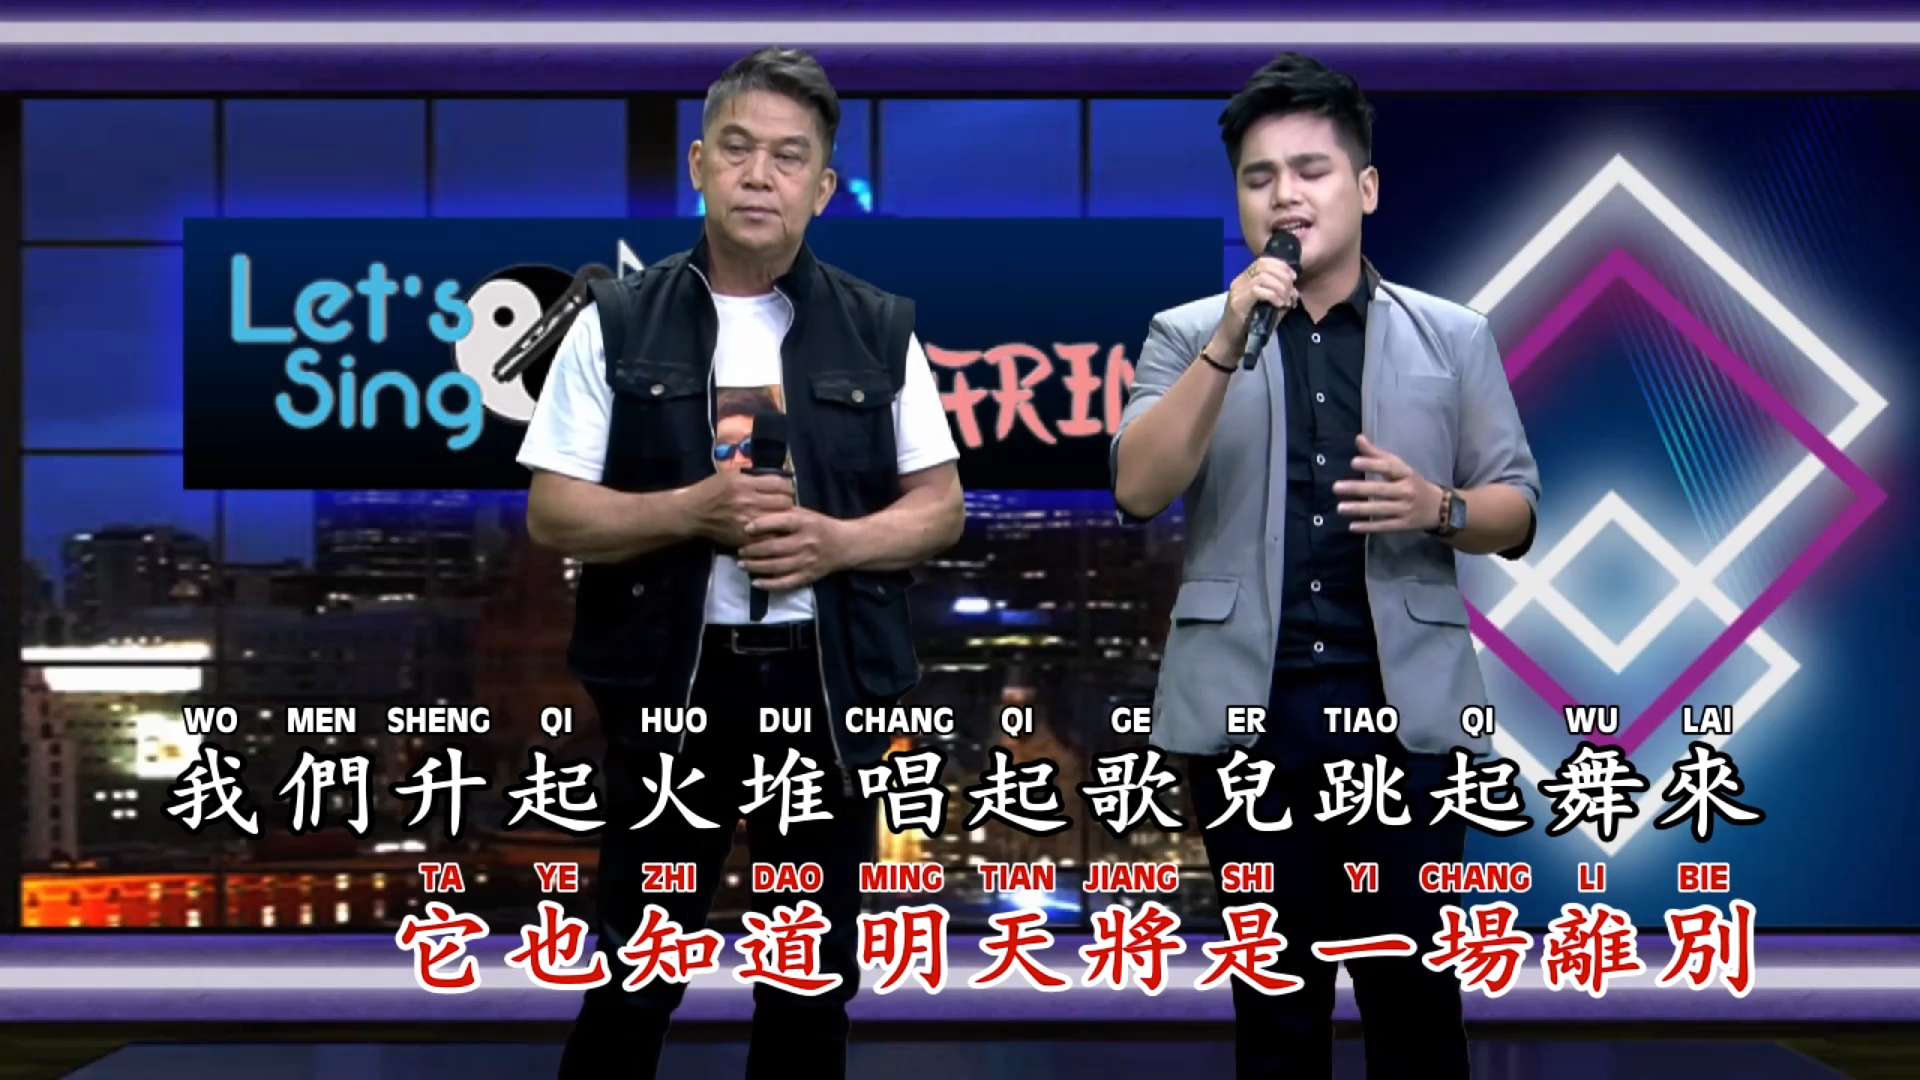 Let's
Sing
WO MEN SHENG QI HUO DUI CHANG QI GE ER TIAO QI WU LAI
我們升起火堆唱起歌兒跳起舞來
TA YE ZHI DAO MING TIAN JIANG SHI YI CHANG LI BIE
它也知道明天將是一場離別